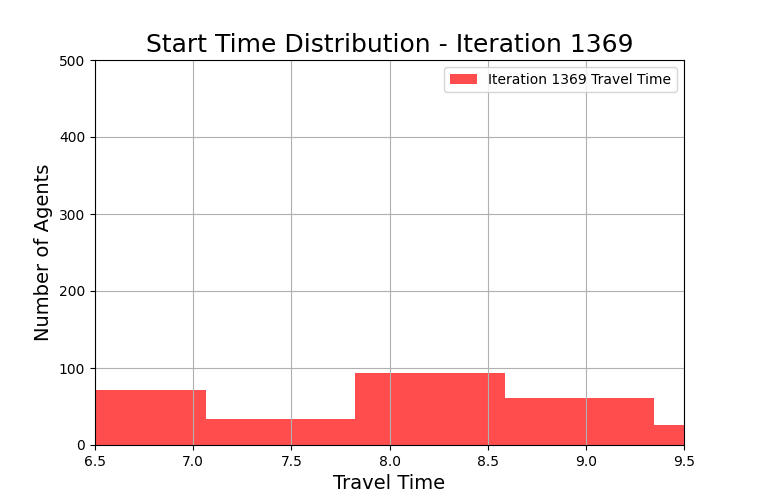 Start Time Distribution - Iteration 1369
Iteration 1369 Travel Time
Number of Agents
500
400
300
200
100
0
6.5 7.0 7.5 8.0 8.5 9.0 9.5
Travel Time